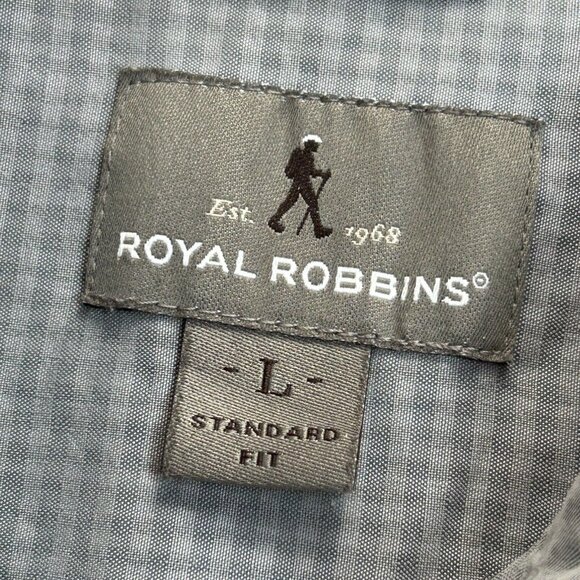 Est. 1968
ROYAL ROBBINS®
- L -
STANDARD
FIT